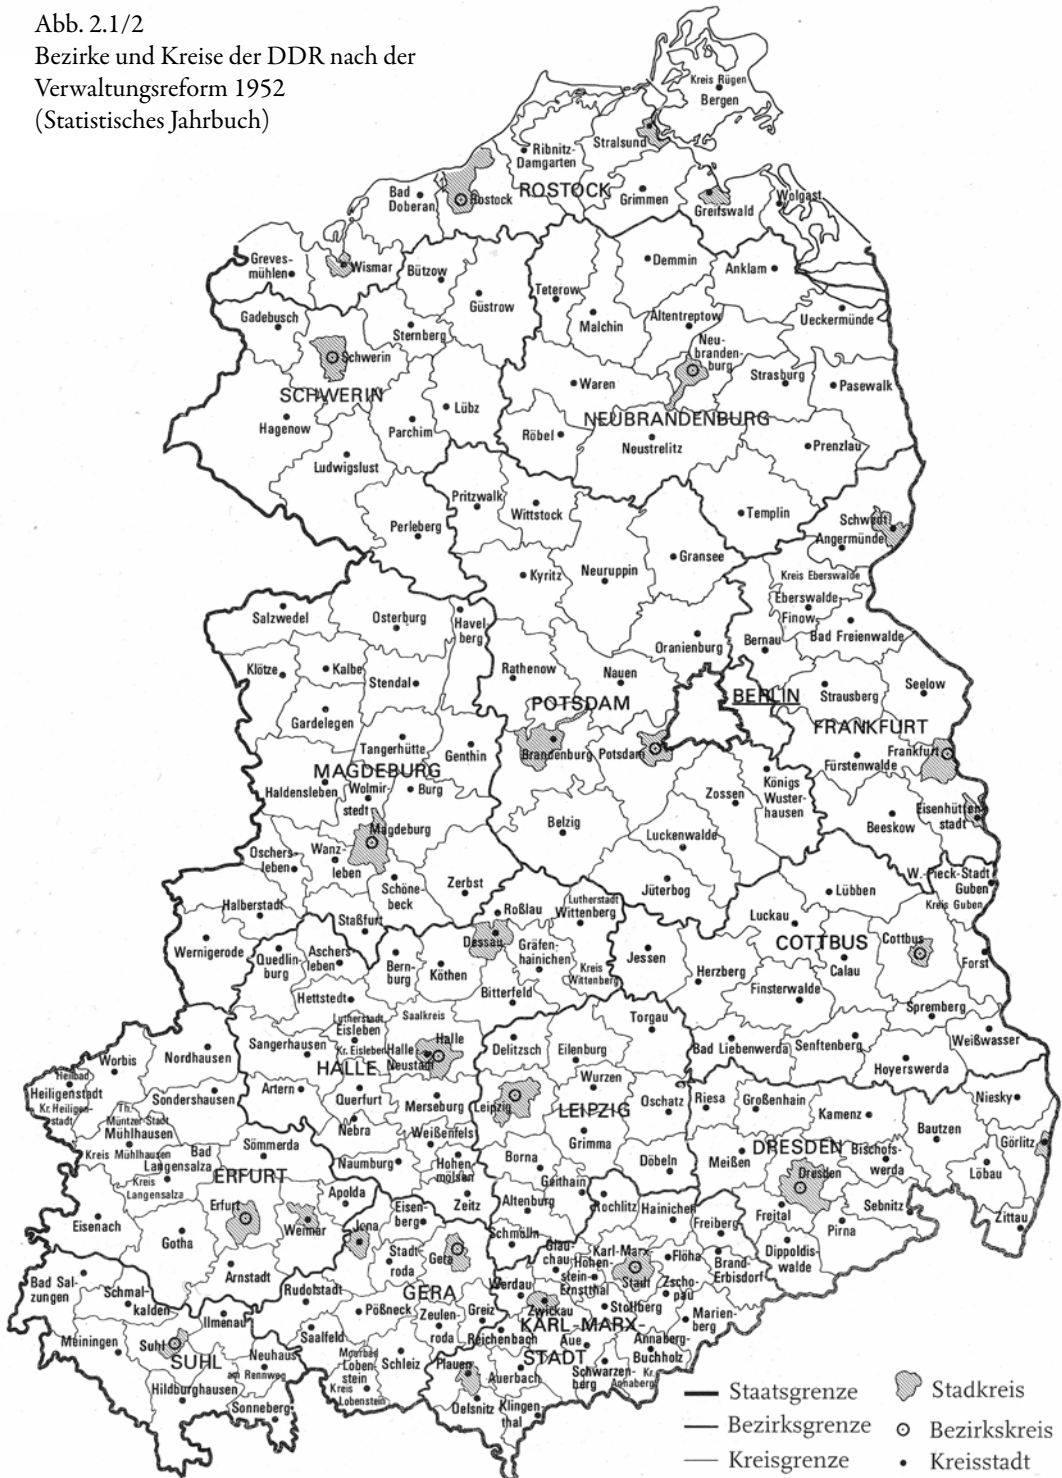 Abb. 2.1/2
Bezirke und Kreise der DDR nach der
Verwaltungsreform 1952
(Statistisches Jahrbuch)
Kreis Rügen
Bergen
Stralsund
Ribnitz-
Damgarten
ROSTOCK
Bad
Doberan
Rostock
Grimmen
Greifswald
Wolgast
Greves-
mühlen
Wismar
Bützow
Güstrow
Demmin
Anklam
Teterow
Malchin
Altentreptow
Ueckermünde
Gadebusch
Sternberg
Schwerin
Neu-
branden-
burg
Strasburg
Pasewalk
Waren
SCHWERIN
Lübz
NEUBRANDENBURG
Hagenow
Parchim
Röbel
Neustrelitz
Prenzlau
Ludwigslust
Pritzwalk
Wittstock
Templin
Schwedt
Angermünde
Perleberg
Gransee
Kyritz
Neuruppin
Kreis Eberswalde
Eberswalde
Finow
Bad Freienwalde
Salzwedel
Osterburg
Havel
berg
Oranienburg
Bernau
Klötze
Kalbe
Stendal
Rathenow
Nauen
Seelow
Strausberg
BERLIN
POTSDAM
Gardelegen
FRANKFURT
Tangerhütte
Genthin
Brandenburg
Potsdam
Frankfurt
Fürstenwalde
MAGDEBURG
Haldensleben
Wolmir-
stedt
Burg
Zossen
Königs
Wuster-
hausen
Eisenhütten
stadt
Beeskow
Magdeburg
Belzig
Luckenwalde
Oschers-
leben
Wanz-
leben
Schöne-
beck
Zerbst
Jüterbog
Lübben
W.-Pieck-Stadt
Guben
Kreis Guben
Halberstadt
Staßfurt
Roßlau
Lutherstadt
Wittenberg
Luckau
COTTBUS
Cottbus
Calau
Forst
Wernigerode
Quedlin-
burg
Aschers
leben
Bern-
burg
Köthen
Dessau
Gräfen-
hainichen
Kreis
Wittenberg
Jessen
Herzberg
Finsterwalde
Hettstedt
Bitterfeld
Torgau
Spremberg
Weißwasser
Lutherstadt
Eisleben
Kr. Eisleben
Saalkreis
Halle
Halle
Neustadt
Sangerhausen
HALLE
Delitzsch
Eilenburg
Bad Liebenwerda
Senftenberg
Hoyerswerda
Worbis
Nordhausen
Heilbad
Heiligenstadt
Kr. Heiligen-
stadt
Sondershausen
Artern
Querfurt
Merseburg
Leipzig
Wurzen
LEIPZIG
Oschatz
Riesa
Großenhain
Kamenz
Niesky
Th.
Müntzer-Stadt
Mühlhausen
Kreis Mühlhausen
Bad
Langensalza
Kreis
Langensalza
Sömmerda
Nebra
Weißenfels
Naumburg
Hohen
mölsen
Zeitz
Grimma
Borna
Geithain
Döbeln
Meißen
DRESDEN
Dresden
Bischofs-
werda
Bautzen
Görlitz
Löbau
ERFURT
Erfurt
Weimar
Apolda
Eisenach
Gotha
Arnstadt
Jena
Eisen-
berg
Stadt
roda
Gera
Altenburg
Schmölln
Rochlitz
Hainichen
Freiberg
Freital
Pirna
Sebnitz
Zittau
Dippoldis-
walde
Brand-
Erbisdorf
Glau-
chau
Hohen-
stein-
Ernstthal
Karl-Marx-
Stadt
Flöha
Zscho-
pau
Bad Sal-
zungen
Schmal-
kalden
Rudolstadt
GERA
Werdau
Zwickau
Stollberg
Marien-
berg
Ilmenau
Pößneck
Zeulen-
roda
Greiz
Reichenbach
KARL-MARX-
STADT
Aue
Annaberg-
Buchholz
Kr.
Annaberg
Meiningen
Suhl
SUHL
Neuhaus
am Rennweg
Saalfeld
Moorbad
Loben-
stein
Kreis
Lobenstein
Schleiz
Plauen
Auerbach
Schwarzen-
berg
Hildburghausen
Sonneberg
Oelsnitz
Klingen-
thal
Staatsgrenze
Bezirksgrenze
Kreisgrenze
Stadkreis
Bezirkskreis
Kreisstadt